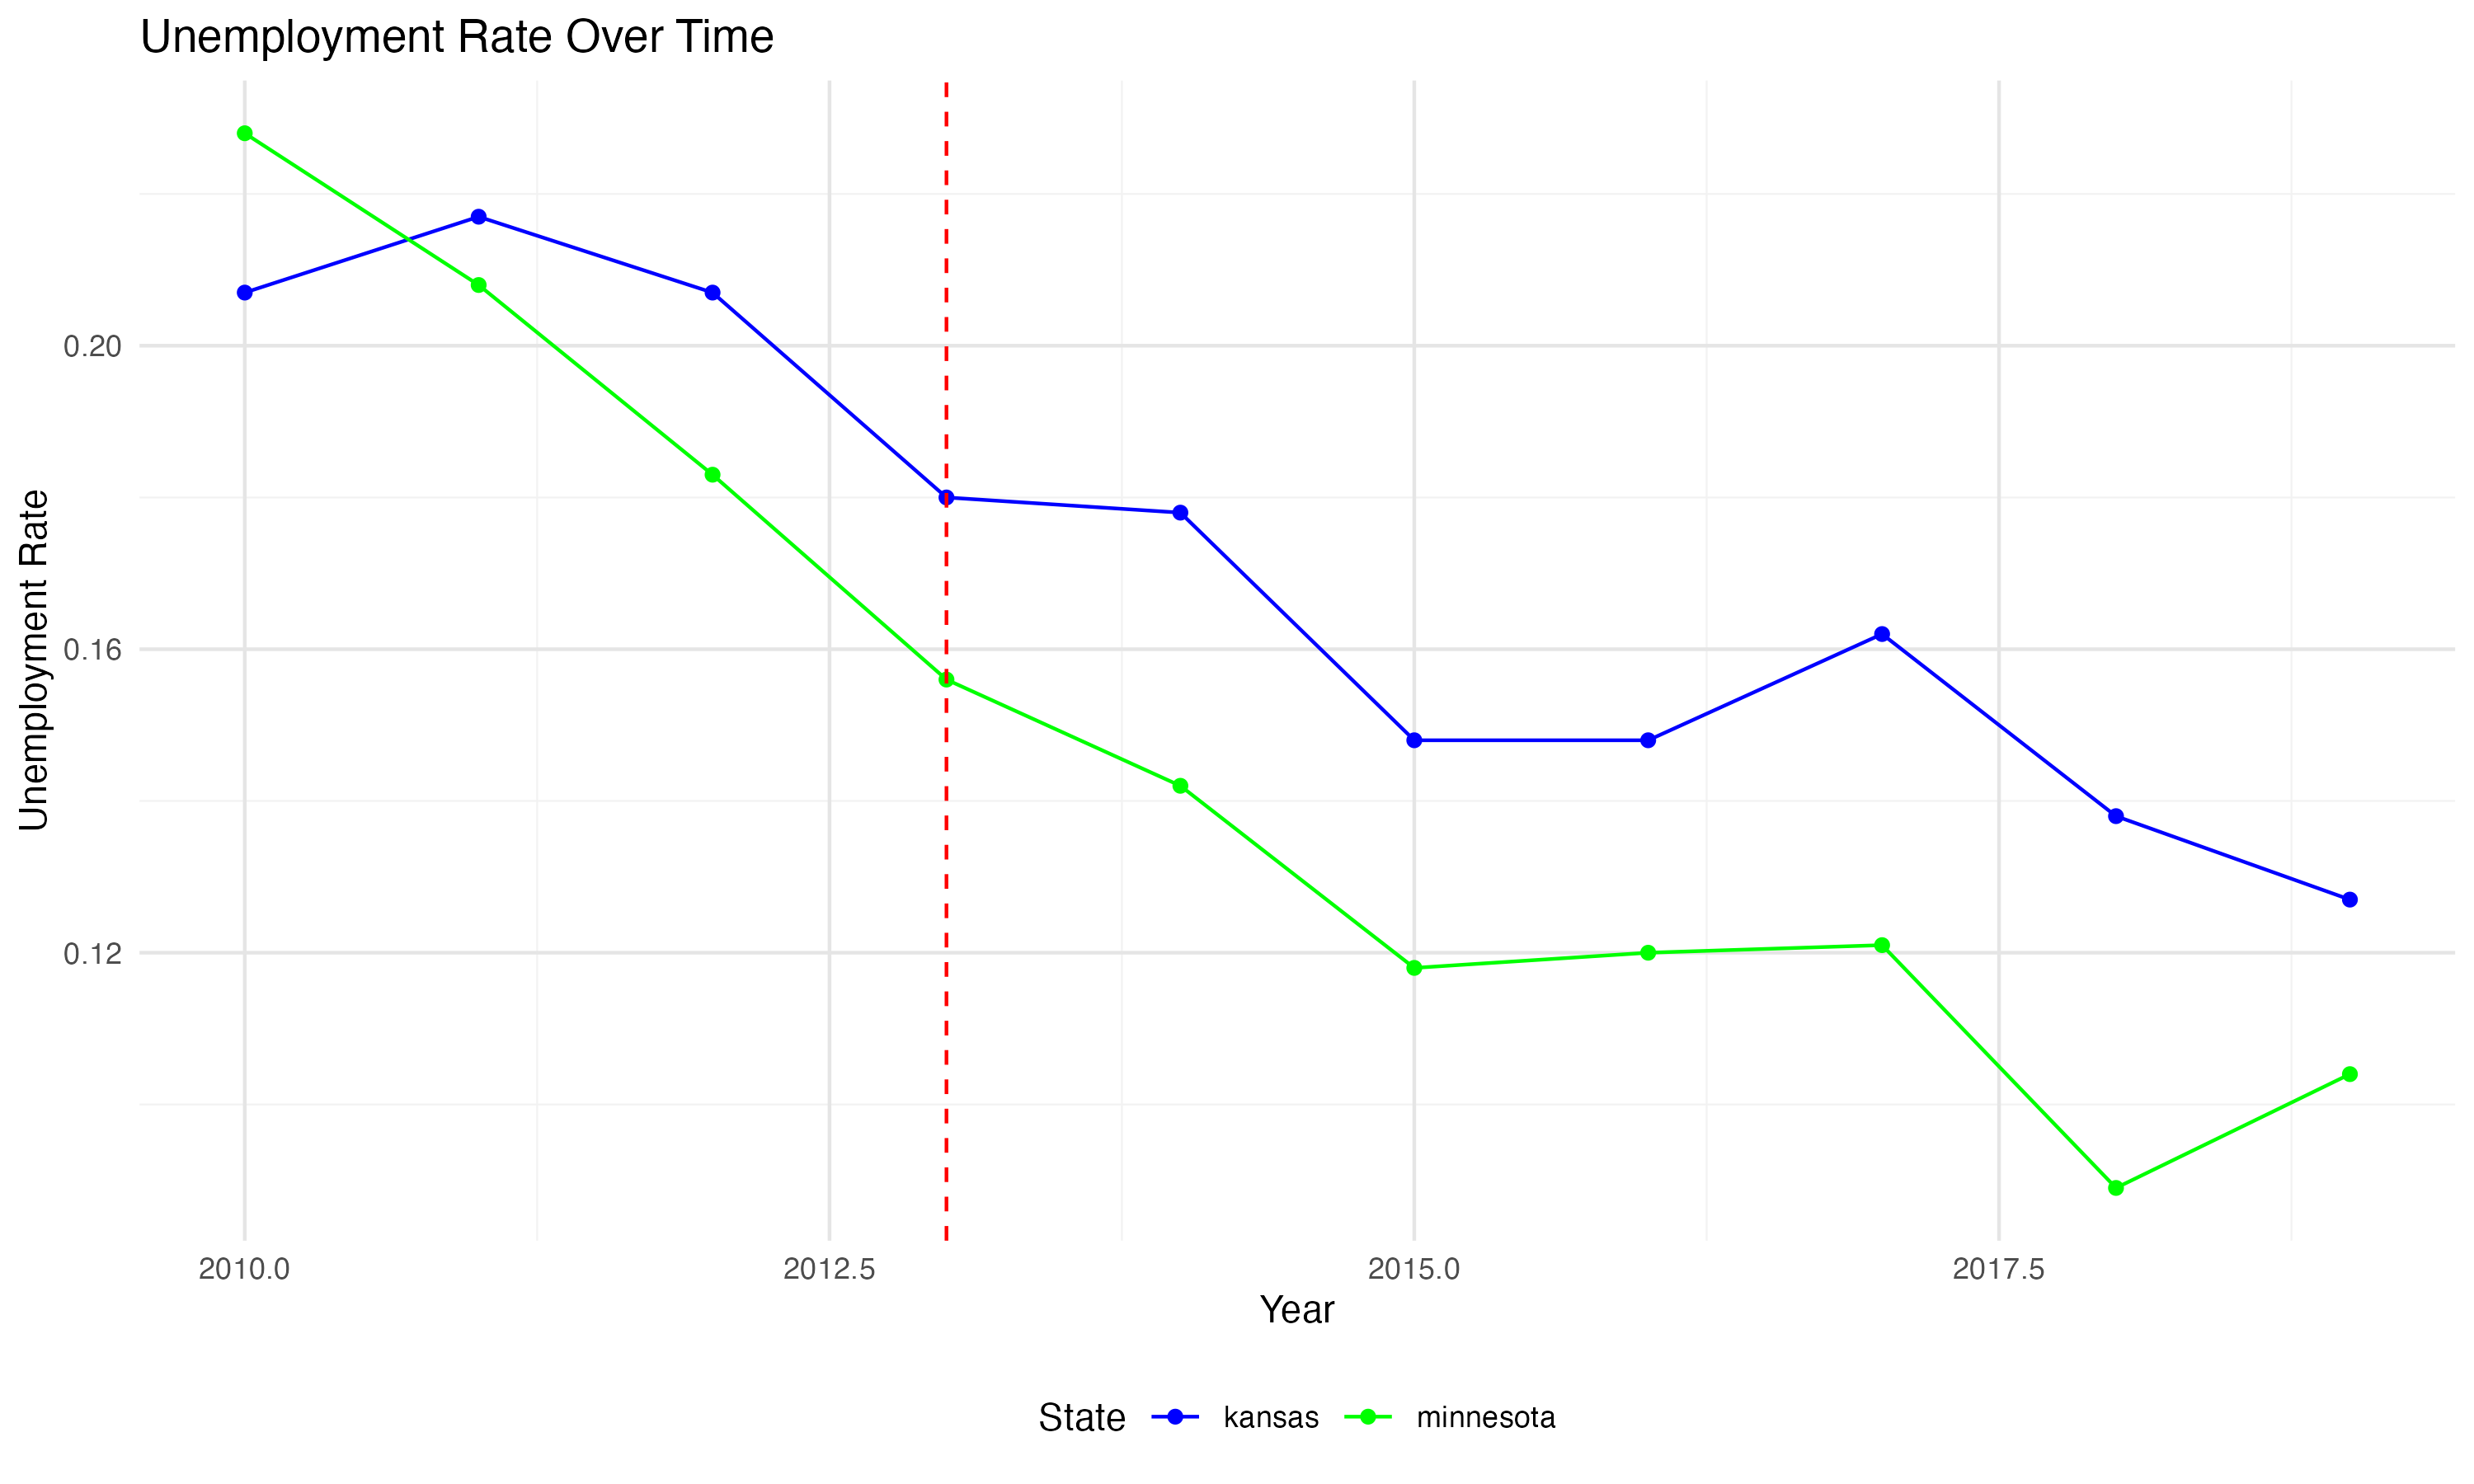 Unemployment Rate Over Time
Unemployment Rate
0.20
0.16
0.12
2010.0 2012.5 2015.0 2017.5
Year
State kansas minnesota